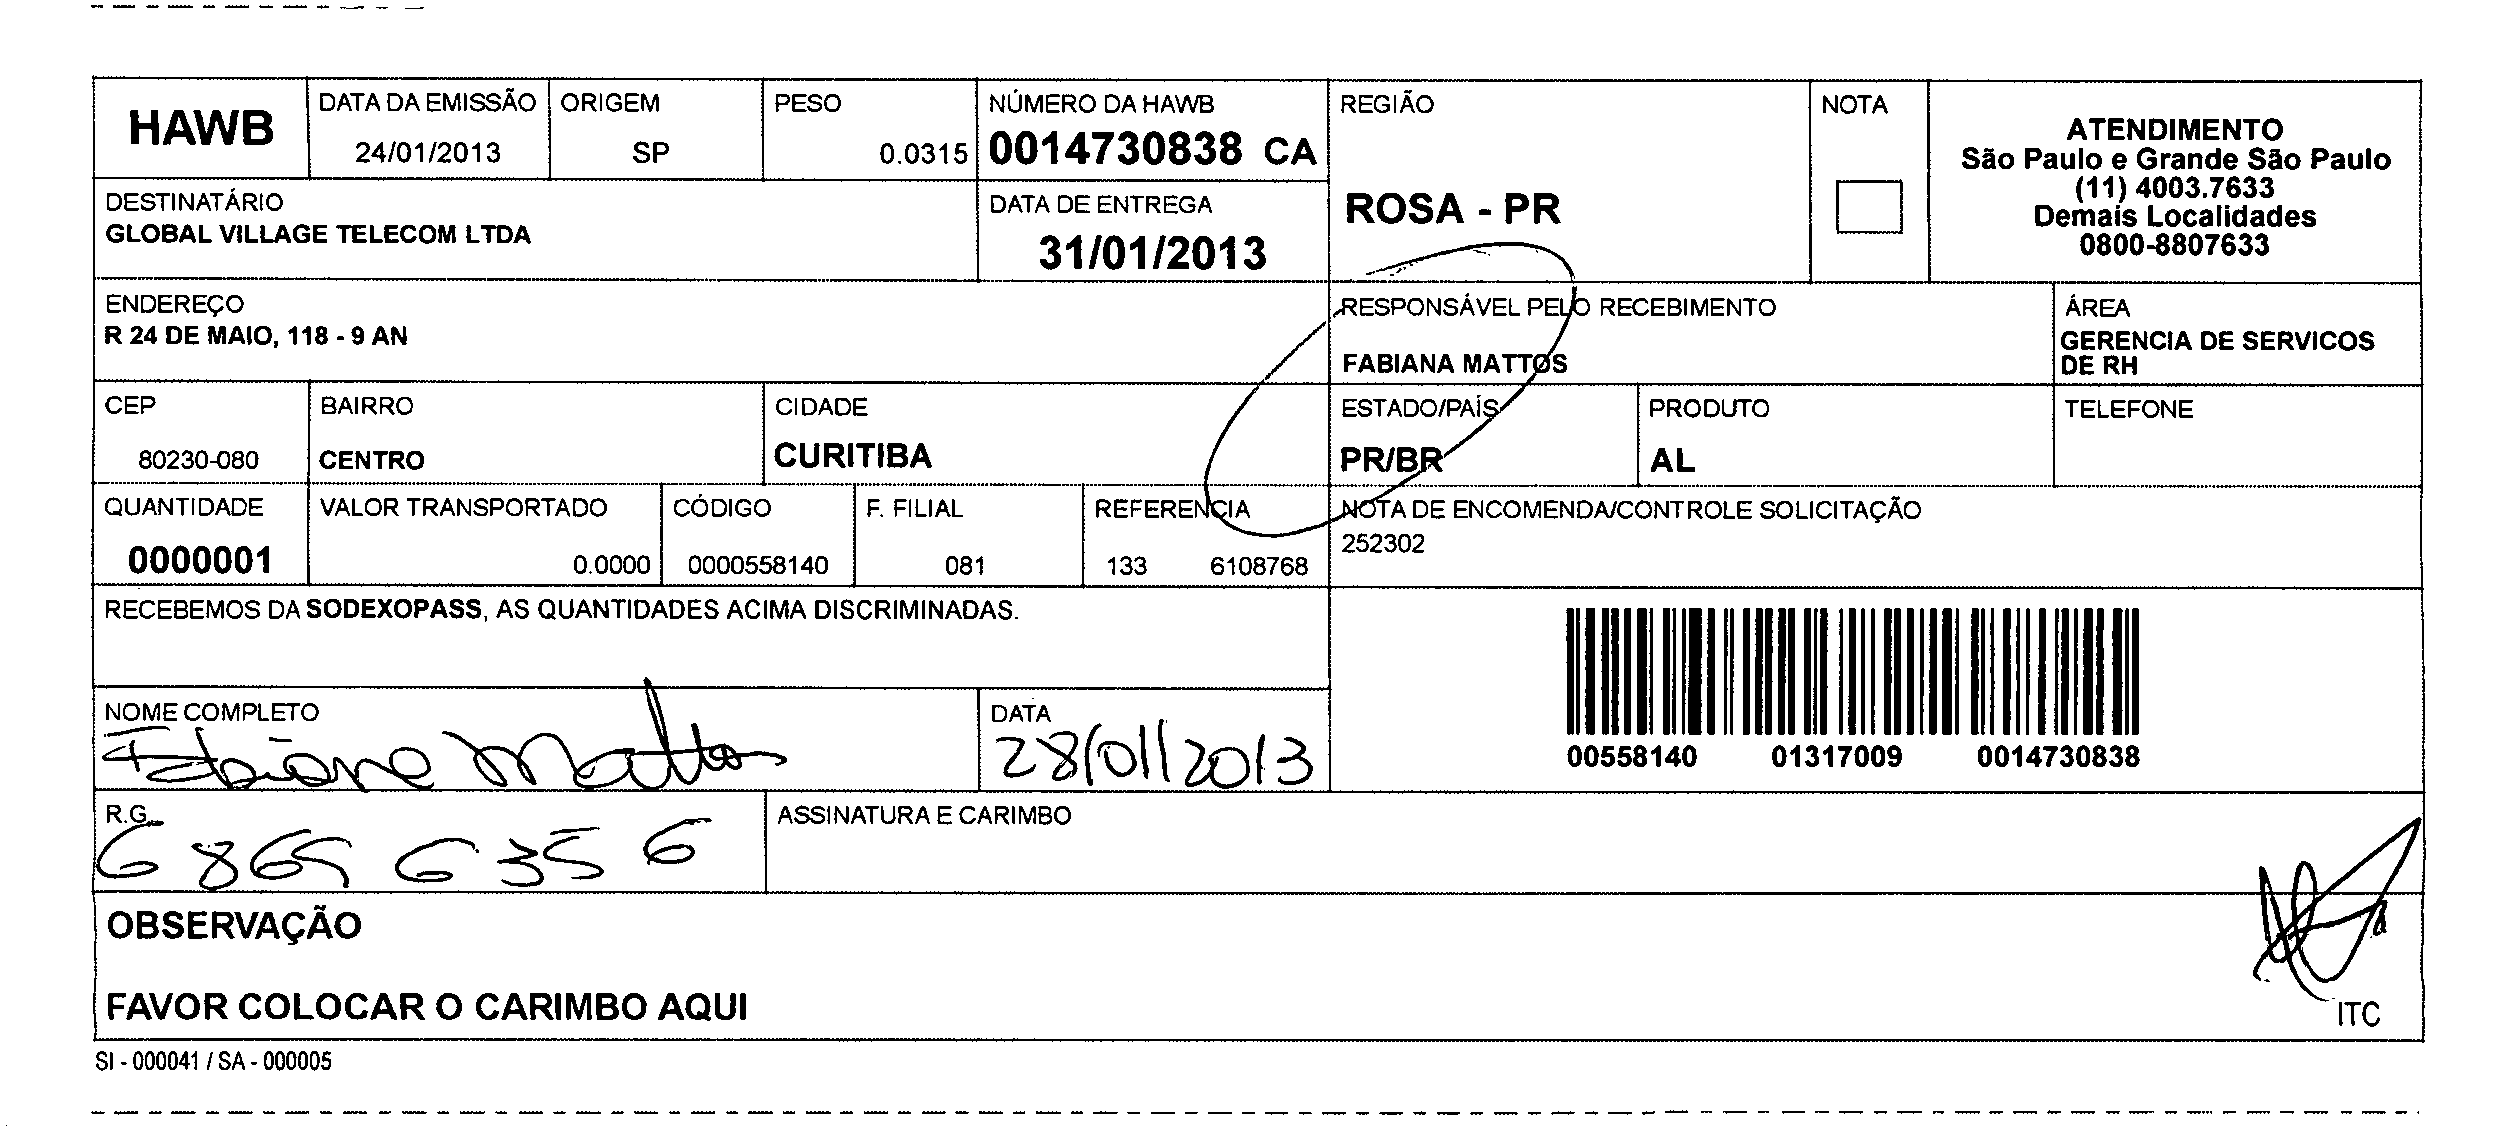 HAWB
DATA DA EMISSÃO
24/01/2013
ORIGEM
SP
PESO
0.0315
NÚMERO DA HAWB
0014730838 CA
REGIÃO
ROSA - PR
NOTA
ATENDIMENTO
São Paulo e Grande São Paulo
(11) 4003.7633
Demais Localidades
0800-8807633
DESTINATÁRIO
GLOBAL VILLAGE TELECOM LTDA
DATA DE ENTREGA
31/01/2013
ENDEREÇO
R 24 DE MAIO, 118 - 9 AN
RESPONSÁVEL PELO RECEBIMENTO
FABIANA MATTOS
ÁREA
GERENCIA DE SERVICOS
DE RH
CEP
80230-080
BAIRRO
CENTRO
CIDADE
CURITIBA
ESTADO/PAÍS
PR/BR
PRODUTO
AL
TELEFONE
QUANTIDADE
0000001
VALOR TRANSPORTADO
0.0000
CÓDIGO
0000558140
F. FILIAL
081
REFERENCIA
133 6108768
NOTA DE ENCOMENDA/CONTROLE SOLICITAÇÃO
252302
RECEBEMOS DA SODEXOPASS, AS QUANTIDADES ACIMA DISCRIMINADAS.
00558140 01317009 0014730838
NOME COMPLETO
Fabiana Mattos
DATA
28/01/2013
R.G.
ASSINATURA E CARIMBO
OBSERVAÇÃO
FAVOR COLOCAR O CARIMBO AQUI
ITC
SI - 000041 / SA - 000005